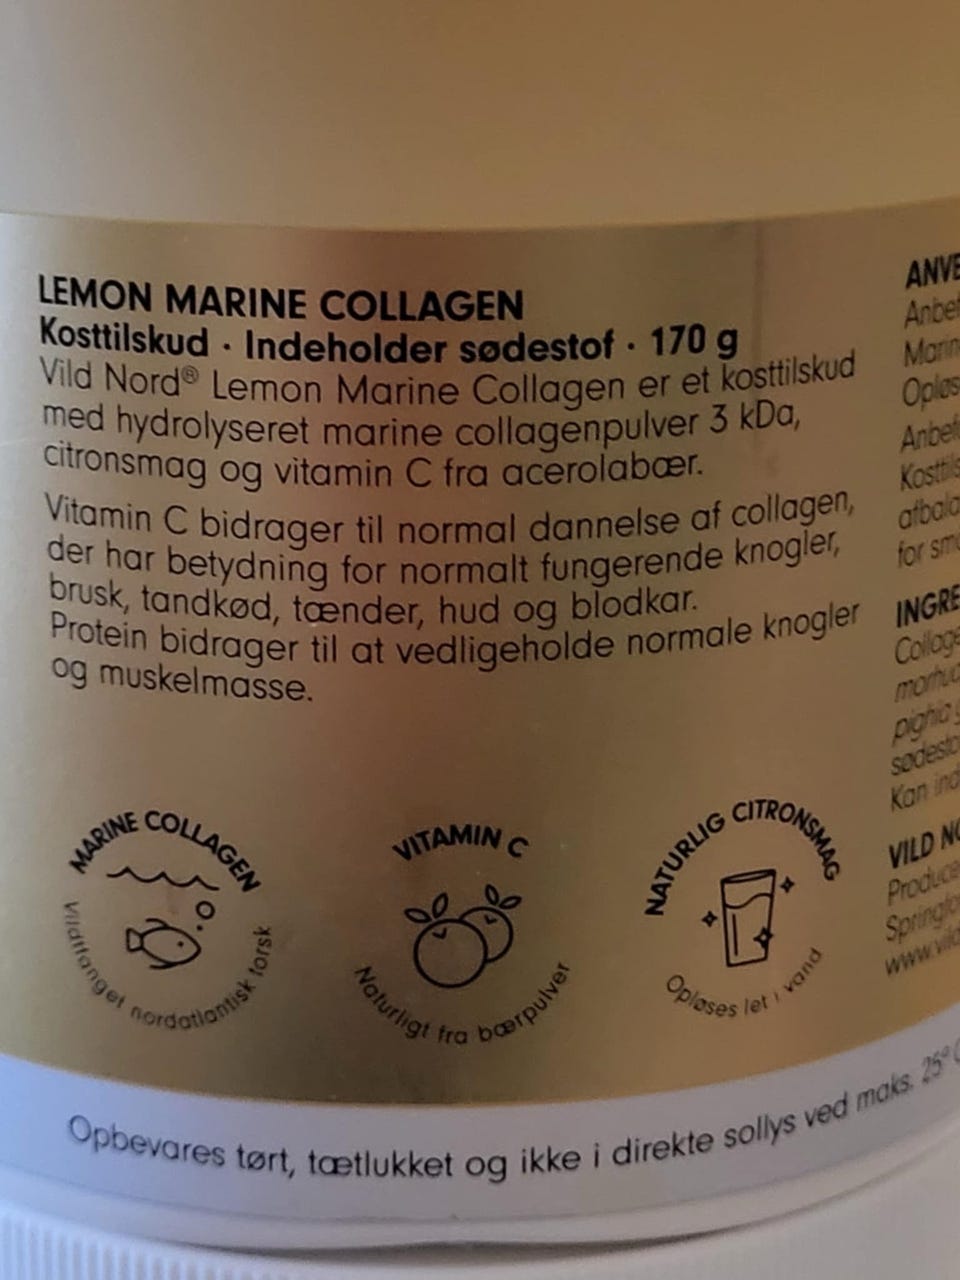 LEMON MARINE COLLAGEN
Kosttilskud · Indeholder sødestof · 170 g
Vild Nord® Lemon Marine Collagen er et kosttilskud
med hydrolyseret marine collagenpulver 3 kDa,
citronsmag og vitamin C fra acerolabær.
Vitamin C bidrager til normal dannelse af collagen,
der har betydning for normalt fungerende knogler,
brusk, tandkød, tænder, hud og blodkar.
Protein bidrager til at vedligeholde normale knogler
og muskelmasse.
MARINE COLLAGEN
Vildtfanget nordatlantisk torsk
VITAMIN C
Naturligt fra bærpulver
NATURLIG CITRONSMAG
Opløses let i vand
Opbevares tørt, tætlukket og ikke i direkte sollys ved maks. 25°
VILD
for
Kan